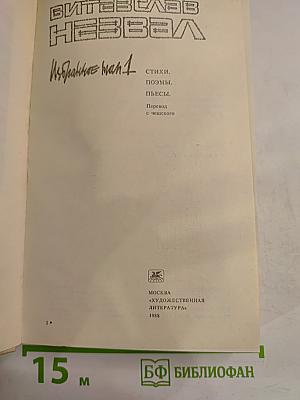 ВИТЕЗСЛАВ
НЕЗВАЛ
Избранное том 1
СТИХИ.
ПОЭМЫ.
ПЬЕСЫ.
Перевод
с чешского
МОСКВА
«ХУДОЖЕСТВЕННАЯ
ЛИТЕРАТУРА»
1988
15 м
БФ БИБЛИОФАН